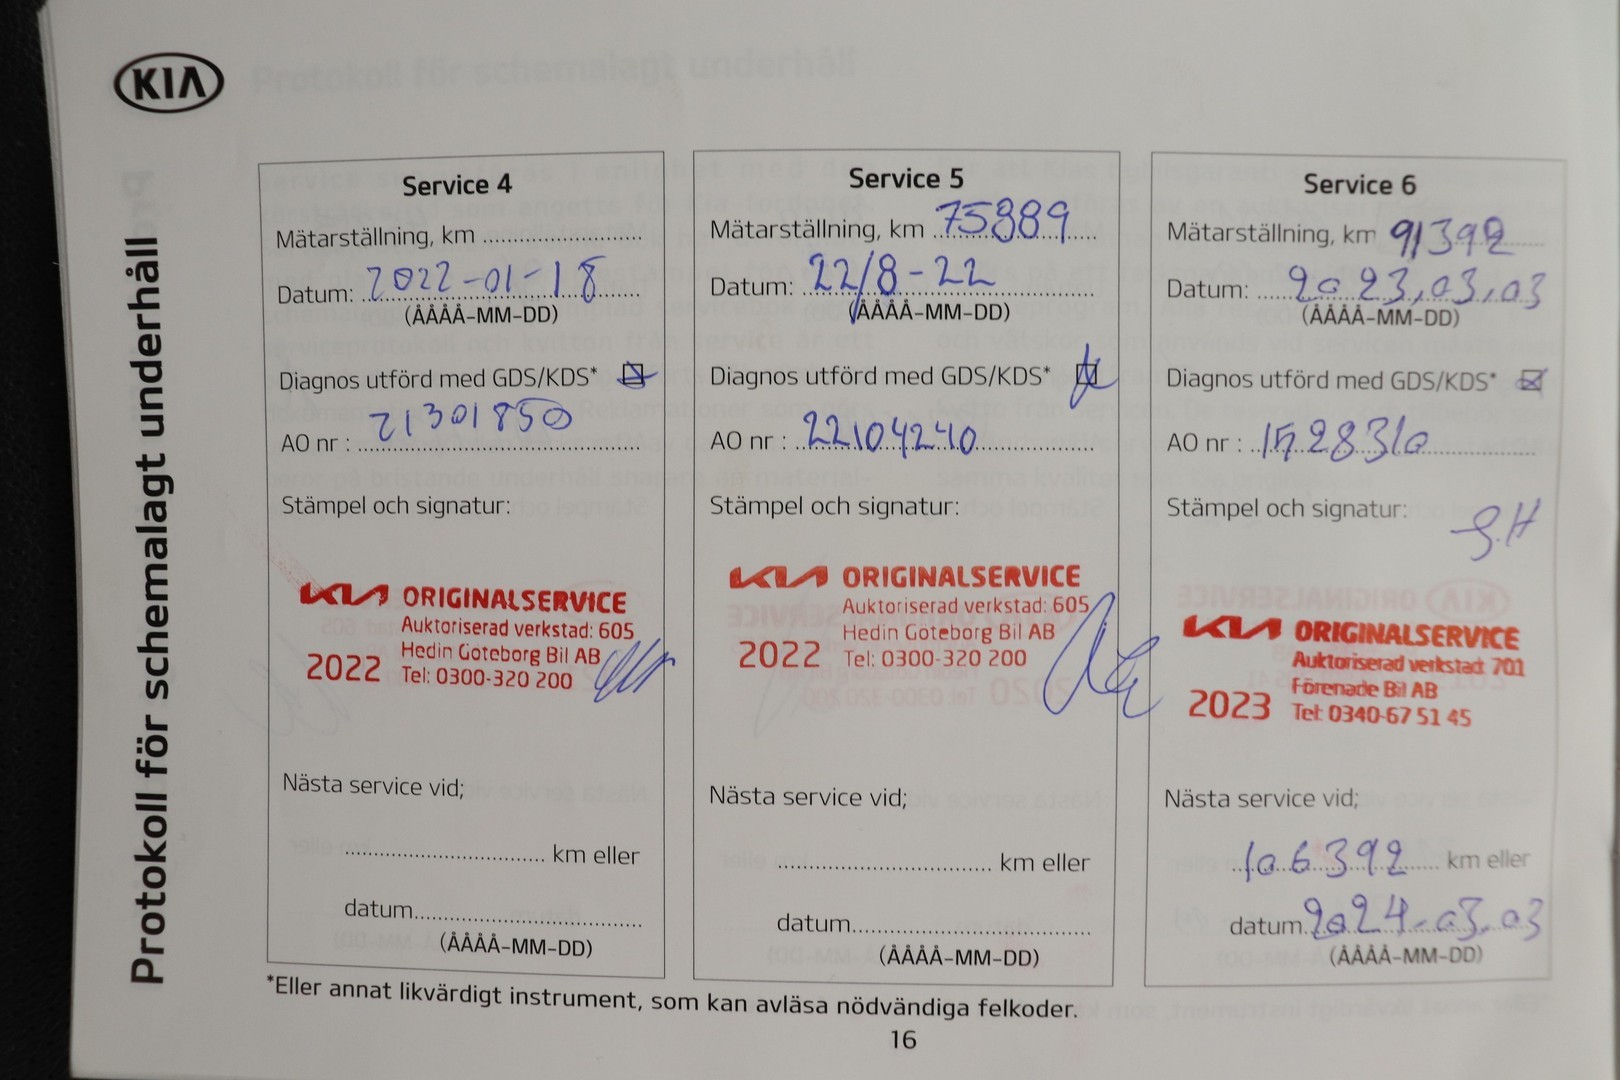 KIA
Protokoll för schemalagt underhåll
Service 4
Mätarställning, km
Datum: 2022-01-18
(ÅÅÅÅ-MM-DD)
Diagnos utförd med GDS/KDS*
AO nr : 21301850
Stämpel och signatur:
KIA ORIGINALSERVICE
Auktoriserad verkstad: 605
Hedin Göteborg Bil AB
2022 Tel: 0300-320 200
Nästa service vid;
km eller
datum
(ÅÅÅÅ-MM-DD)
Service 5
Mätarställning, km 75889
Datum: 22/8-22
(ÅÅÅÅ-MM-DD)
Diagnos utförd med GDS/KDS*
AO nr : 22104240
Stämpel och signatur:
KIA ORIGINALSERVICE
Auktoriserad verkstad: 605
Hedin Göteborg Bil AB
2022 Tel: 0300-320 200
Nästa service vid;
km eller
datum
(ÅÅÅÅ-MM-DD)
Service 6
Mätarställning, km 91392
Datum: 2023,03,03
(ÅÅÅÅ-MM-DD)
Diagnos utförd med GDS/KDS*
AO nr :
Stämpel och signatur:
KIA ORIGINALSERVICE
Auktoriserad verkstad: 701
Förenade Bil AB
2023 Tel: 0340-67 51 45
Nästa service vid;
106392 km eller
datum 2024.03.03
(ÅÅÅÅ-MM-DD)
*Eller annat likvärdigt instrument, som kan avläsa nödvändiga felkoder.
16